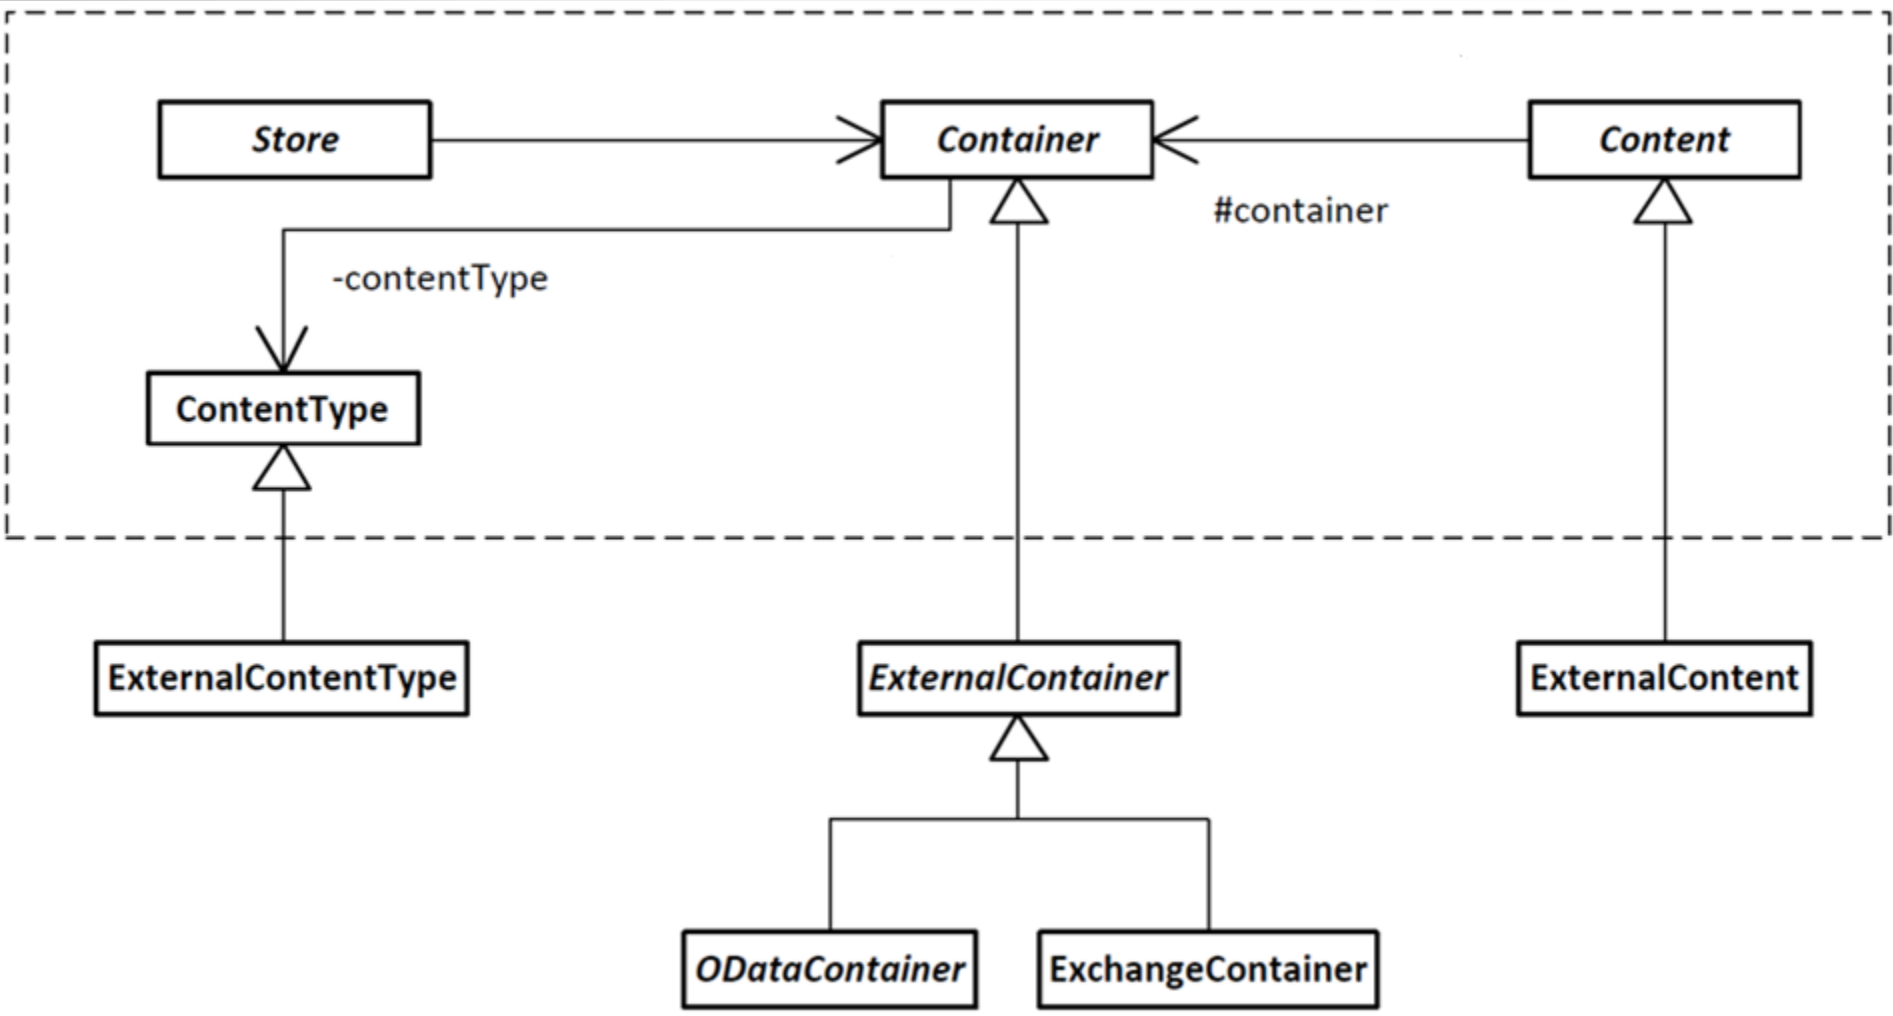 Store
Container
Content
#container
-contentType
ContentType
ExternalContentType
ExternalContainer
ExternalContent
ODataContainer
ExchangeContainer